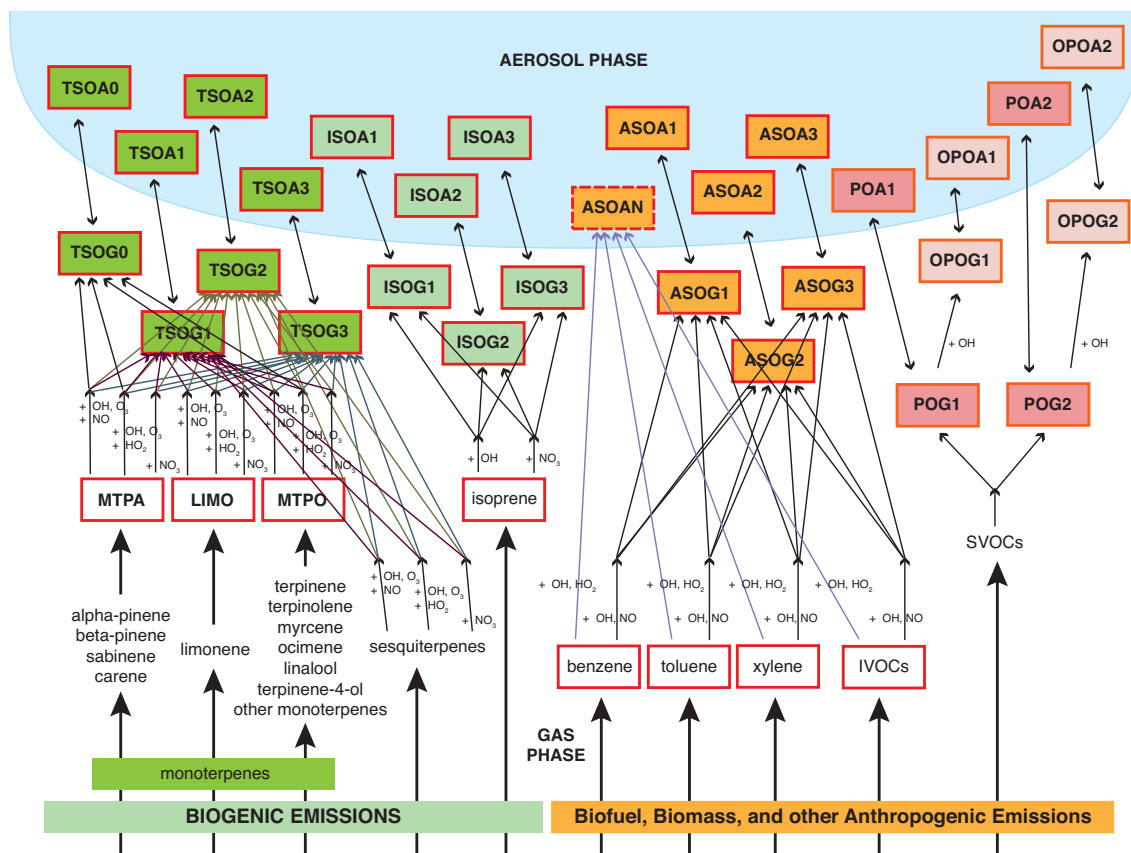 AEROSOL PHASE
OPOA2
TSOA0
TSOA2
POA2
ISOA1
ISOA3
ASOA1
ASOA3
TSOA1
OPOA1
TSOA3
ISOA2
ASOA2
POA1
ASOAN
OPOG2
TSOG0
TSOG2
OPOG1
ISOG1
ISOG3
ASOG1
ASOG3
TSOG1
TSOG3
ISOG2
ASOG2
+ OH
+ OH
POG1
POG2
+ OH, O₃
+ NO
+ OH, O₃
+ HO₂
+ NO₃
+ OH, O₃
+ NO
+ OH, O₃
+ HO₂
+ NO₃
+ OH, O₃
+ NO
+ OH, O₃
+ HO₂
+ NO₃
+ OH
+ NO₃
MTPA
LIMO
MTPO
isoprene
SVOCs
+ OH, O₃
+ NO
+ OH, O₃
+ HO₂
+ NO₃
+ OH, HO₂
+ OH, HO₂
+ OH, HO₂
+ OH, HO₂
+ OH, NO
+ OH, NO
+ OH, NO
+ OH, NO
alpha-pinene
beta-pinene
sabinene
carene
limonene
terpinene
terpinolene
myrcene
ocimene
linalool
terpinene-4-ol
other monoterpenes
sesquiterpenes
benzene
toluene
xylene
IVOCs
GAS
PHASE
monoterpenes
BIOGENIC EMISSIONS
Biofuel, Biomass, and other Anthropogenic Emissions